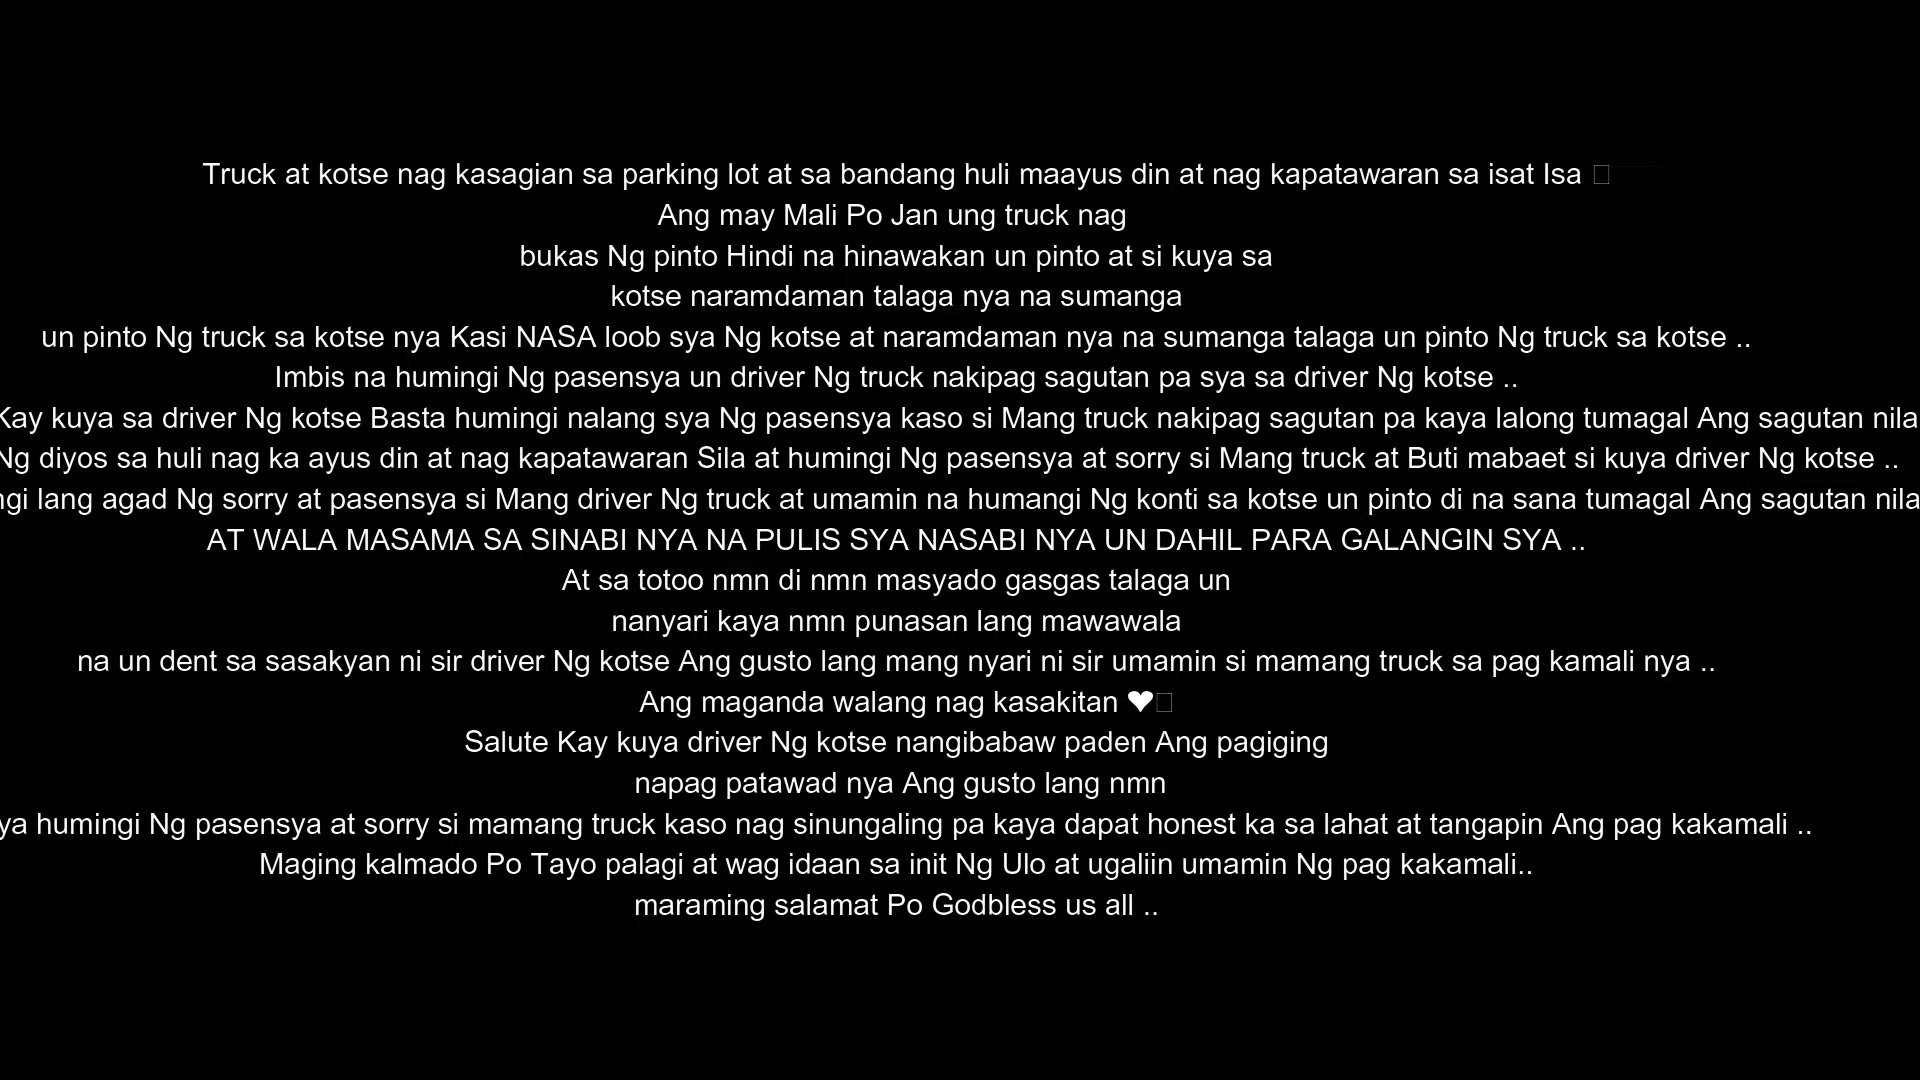 Truck at kotse nag kasagian sa parking lot at sa bandang huli maayus din at nag kapatawaran sa isat Isa
Ang may Mali Po Jan ung truck nag
bukas Ng pinto Hindi na hinawakan un pinto at si kuya sa
kotse naramdaman talaga nya na sumanga
un pinto Ng truck sa kotse nya Kasi NASA loob sya Ng kotse at naramdaman nya na sumanga talaga un pinto Ng truck sa kotse ..
Imbis na humingi Ng pasensya un driver Ng truck nakipag sagutan pa sya sa driver Ng kotse ..
Kay kuya sa driver Ng kotse Basta humingi nalang sya Ng pasensya kaso si Mang truck nakipag sagutan pa kaya lalong tumagal Ang sagutan nila
Ng diyos sa huli nag ka ayus din at nag kapatawaran Sila at humingi Ng pasensya at sorry si Mang truck at Buti mabaet si kuya driver Ng kotse ..
lang agad Ng sorry at pasensya si Mang driver Ng truck at umamin na humangi Ng konti sa kotse un pinto di na sana tumagal Ang sagutan nila
AT WALA MASAMA SA SINABI NYA NA PULIS SYA NASABI NYA UN DAHIL PARA GALANGIN SYA ..
At sa totoo nmn di nmn masyado gasgas talaga un
nanyari kaya nmn punasan lang mawawala
na un dent sa sasakyan ni sir driver Ng kotse Ang gusto lang mang nyari ni sir umamin si mamang truck sa pag kamali nya ..
Ang maganda walang nag kasakitan ❤
Salute Kay kuya driver Ng kotse nangibabaw paden Ang pagiging
napag patawad nya Ang gusto lang nmn
ya humingi Ng pasensya at sorry si mamang truck kaso nag sinungaling pa kaya dapat honest ka sa lahat at tangapin Ang pag kakamali ..
Maging kalmado Po Tayo palagi at wag idaan sa init Ng Ulo at ugaliin umamin Ng pag kakamali..
maraming salamat Po Godbless us all ..